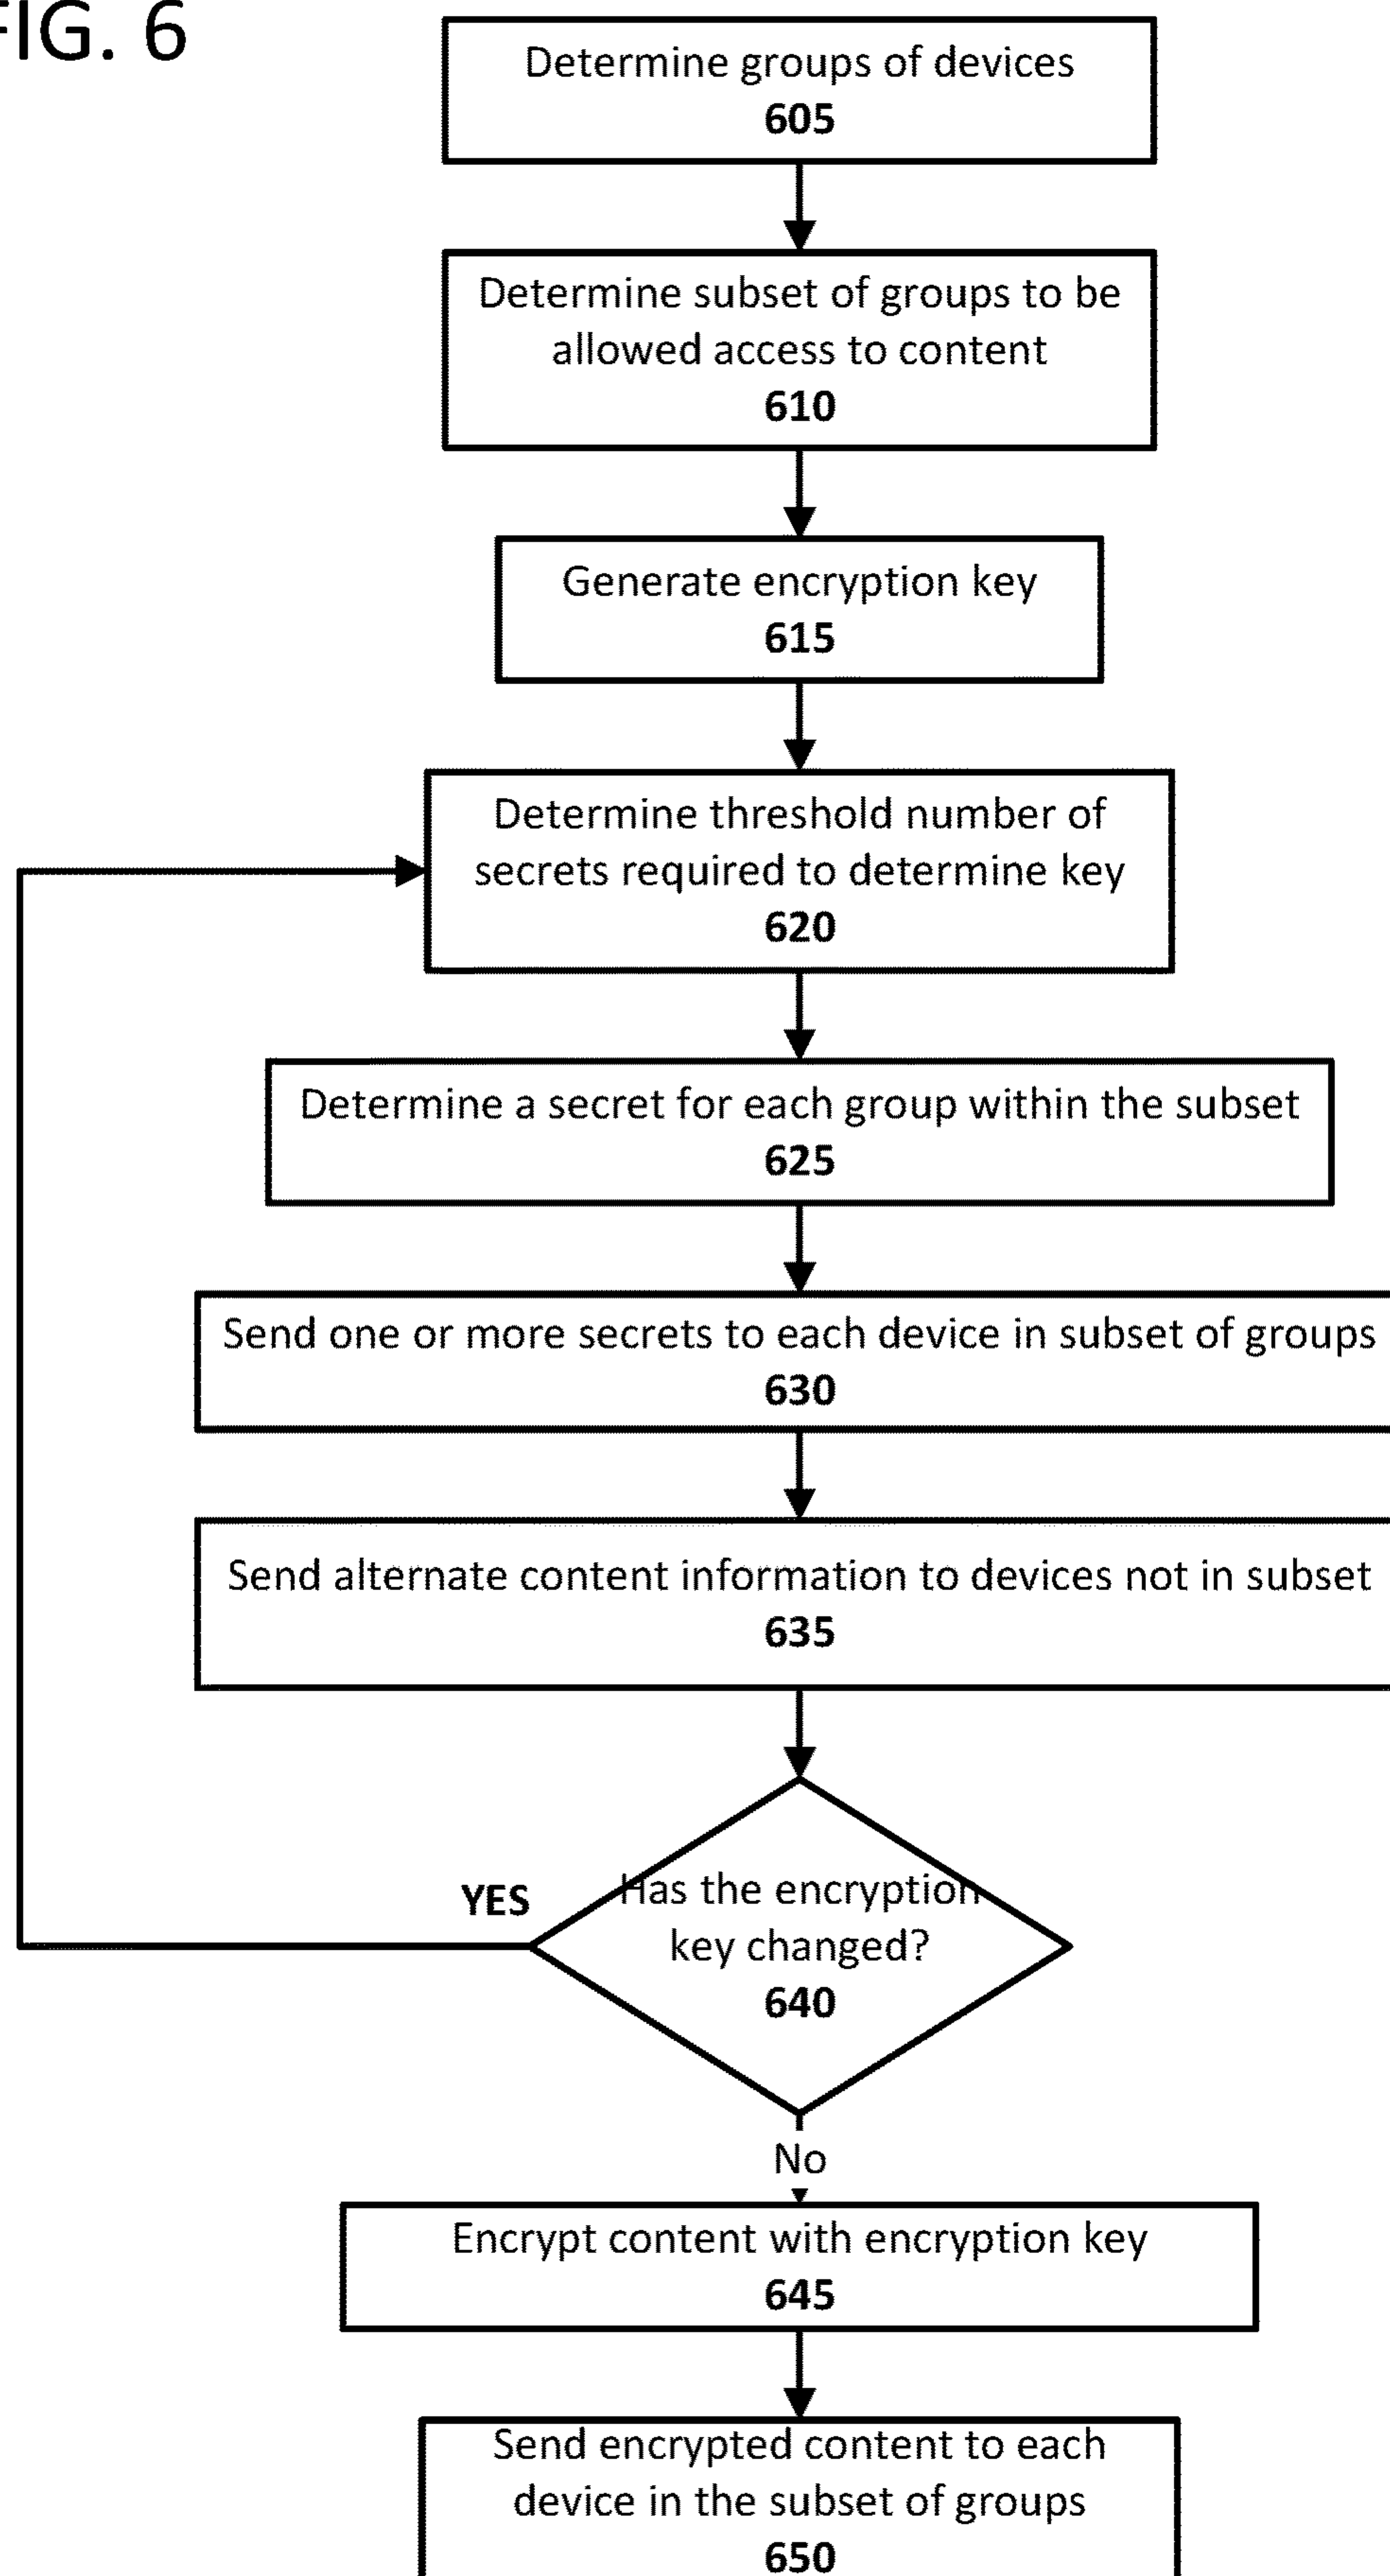 FIG. 6
Determine groups of devices
605
Determine subset of groups to be
allowed access to content
610
Generate encryption key
615
Determine threshold number of
secrets required to determine key
620
Determine a secret for each group within the subset
625
Send one or more secrets to each device in subset of groups
630
Send alternate content information to devices not in subset
635
YES
Has the encryption
key changed?
640
No
Encrypt content with encryption key
645
Send encrypted content to each
device in the subset of groups
650